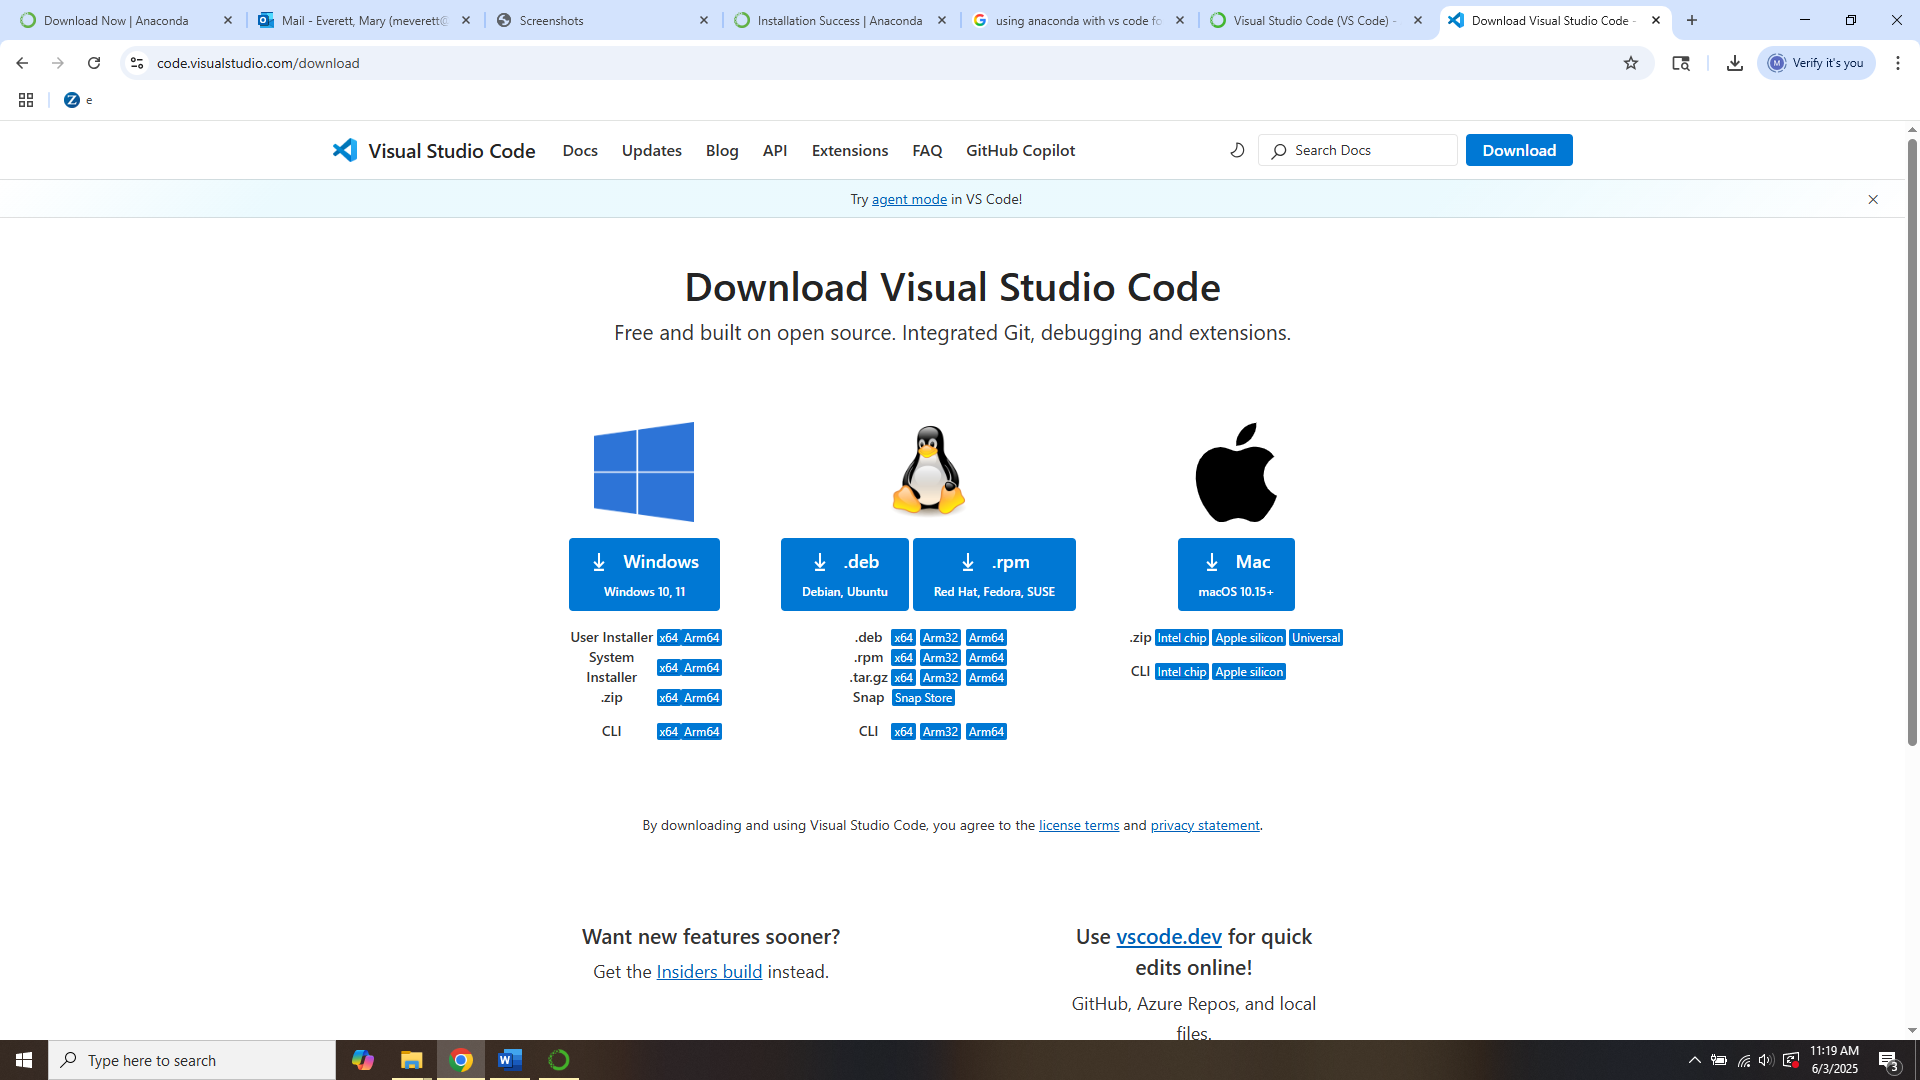 Download Now | Anaconda
Mail - Everett, Mary (meverett@
Screenshots
Installation Success | Anaconda
using anaconda with vs code fo
Visual Studio Code (VS Code) -
Download Visual Studio Code -
code.visualstudio.com/download
M
Verify it's you
Z e
Visual Studio Code
Docs
Updates
Blog
API
Extensions
FAQ
GitHub Copilot
Search Docs
Download
Try agent mode in VS Code!
Download Visual Studio Code
Free and built on open source. Integrated Git, debugging and extensions.
Windows
Windows 10, 11
User Installer x64 Arm64
System
Installer x64 Arm64
.zip x64 Arm64
CLI x64 Arm64
.deb
Debian, Ubuntu
.rpm
Red Hat, Fedora, SUSE
.deb x64 Arm32 Arm64
.rpm x64 Arm32 Arm64
.tar.gz x64 Arm32 Arm64
Snap Snap Store
CLI x64 Arm32 Arm64
Mac
macOS 10.15+
.zip Intel chip Apple silicon Universal
CLI Intel chip Apple silicon
By downloading and using Visual Studio Code, you agree to the license terms and privacy statement.
Want new features sooner?
Get the Insiders build instead.
Use vscode.dev for quick
edits online!
GitHub, Azure Repos, and local
files.
Type here to search
11:19 AM
6/3/2025
3